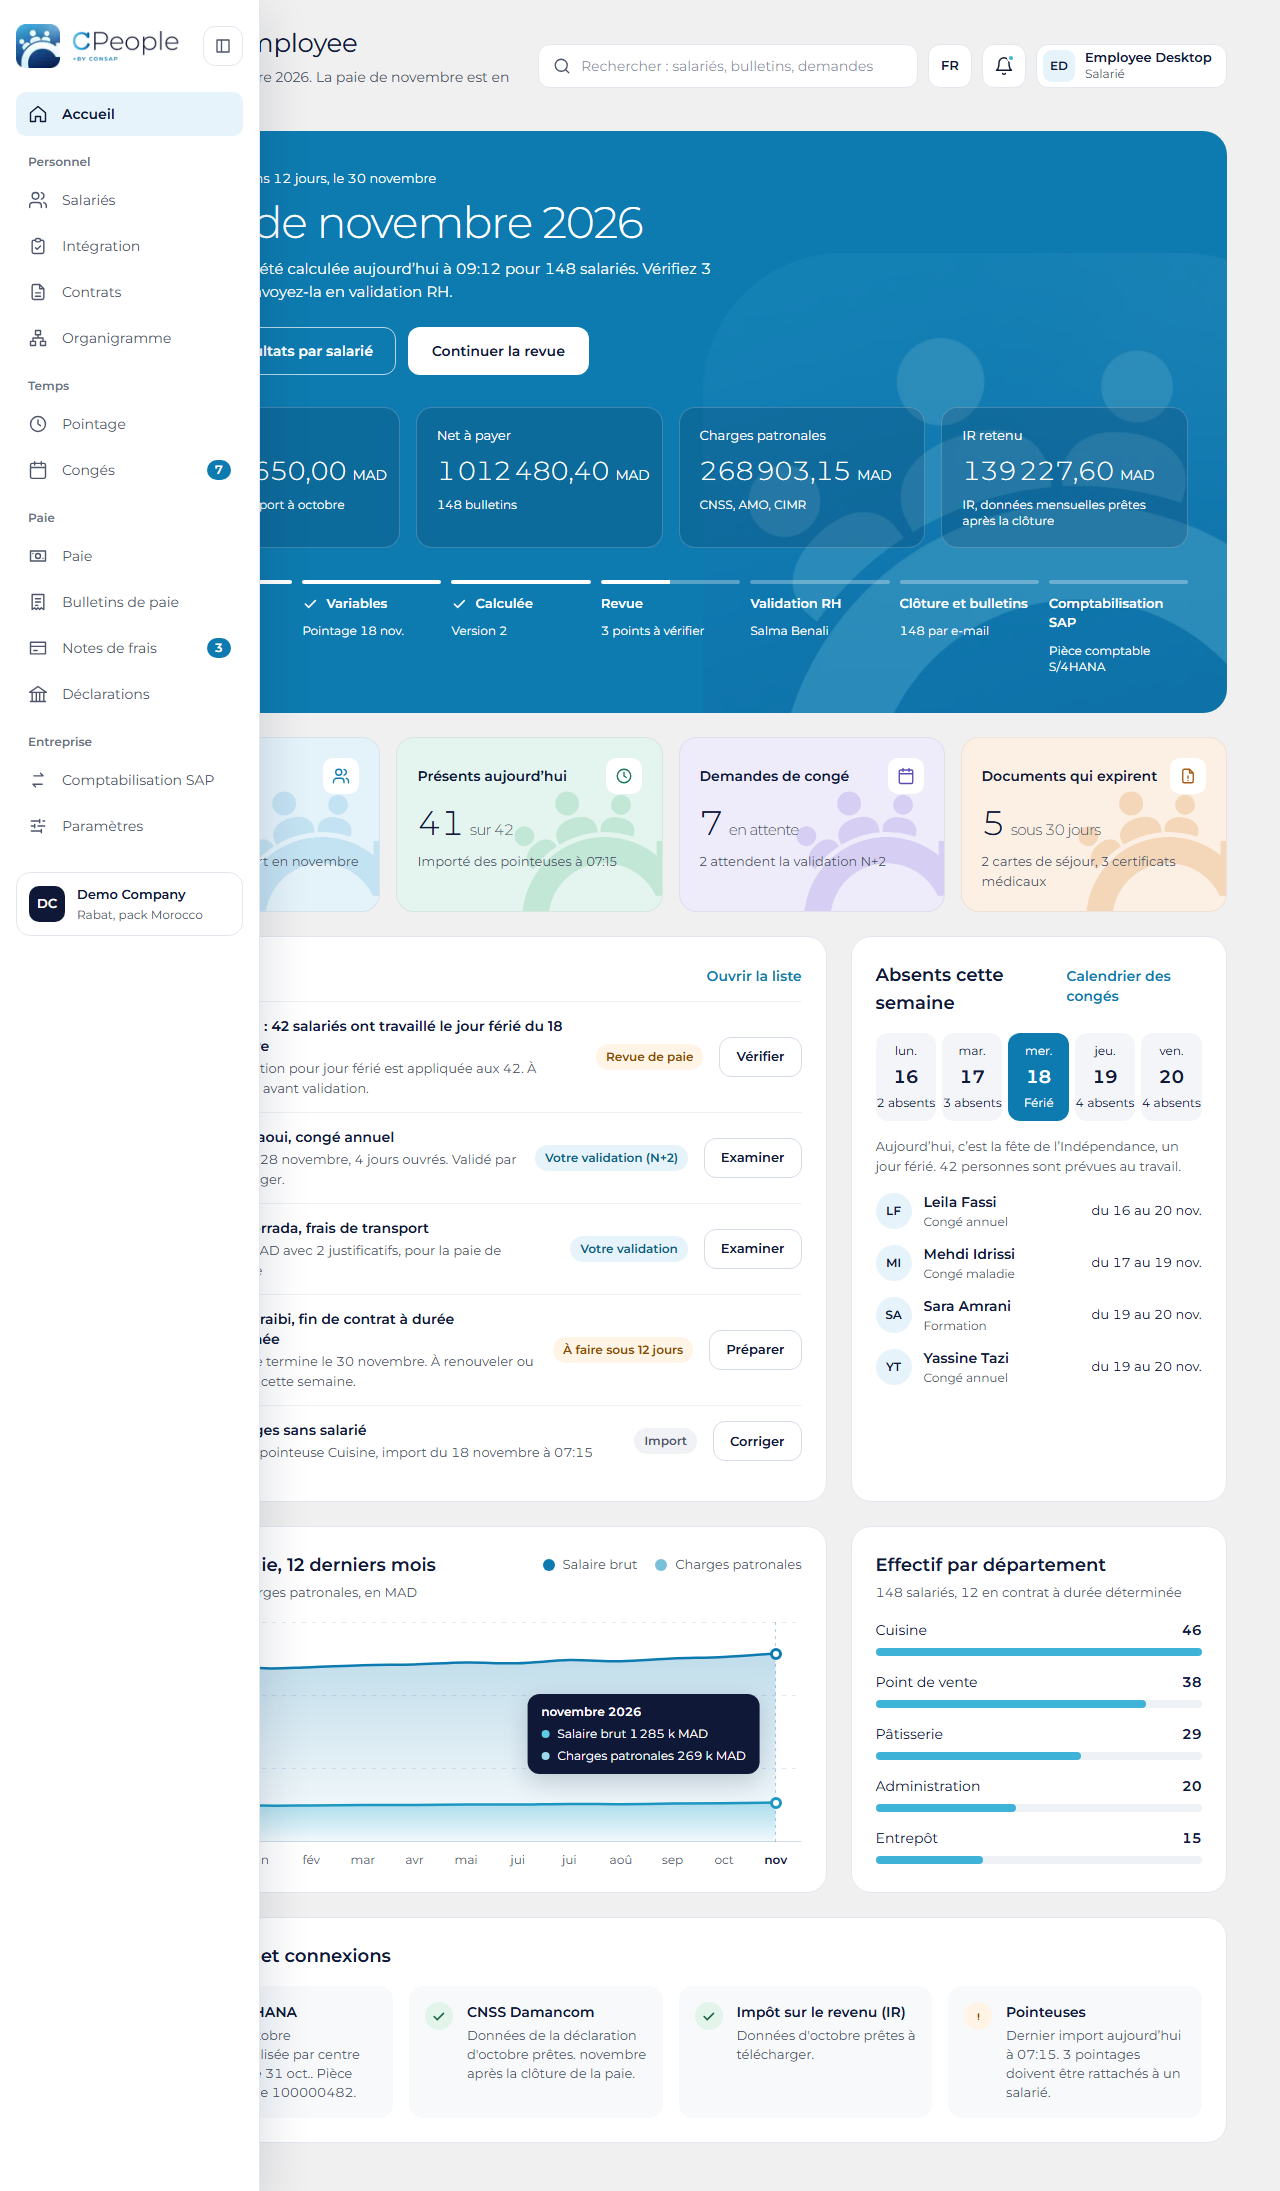 CPeople
+BY CONSAP
Accueil
Personnel
Salariés
Intégration
Contrats
Organigramme
Temps
Pointage
Congés 7
Paie
Paie
Bulletins de paie
Notes de frais 3
Déclarations
Entreprise
Comptabilisation SAP
Paramètres
DC Demo Company
Rabat, pack Morocco
mployee
re 2026. La paie de novembre est en
Rechercher : salariés, bulletins, demandes
FR
ED Employee Desktop
Salarié
ns 12 jours, le 30 novembre
de novembre 2026
été calculée aujourd’hui à 09:12 pour 148 salariés. Vérifiez 3
nvoyez-la en validation RH.
ultats par salarié
Continuer la revue
650,00 MAD
port à octobre
Net à payer
1 012 480,40 MAD
148 bulletins
Charges patronales
268 903,15 MAD
CNSS, AMO, CIMR
IR retenu
139 227,60 MAD
IR, données mensuelles prêtes
après la clôture
Variables
Pointage 18 nov.
Calculée
Version 2
Revue
3 points à vérifier
Validation RH
Salma Benali
Clôture et bulletins
148 par e-mail
Comptabilisation
SAP
Pièce comptable
S/4HANA
rt en novembre
Présents aujourd’hui
41 sur 42
Importé des pointeuses à 07:15
Demandes de congé
7 en attente
2 attendent la validation N+2
Documents qui expirent
5 sous 30 jours
2 cartes de séjour, 3 certificats
médicaux
Ouvrir la liste
: 42 salariés ont travaillé le jour férié du 18
re
tion pour jour férié est appliquée aux 42. À
avant validation.
Revue de paie
Vérifier
aoui, congé annuel
28 novembre, 4 jours ouvrés. Validé par
ger.
Votre validation (N+2)
Examiner
errada, frais de transport
AD avec 2 justificatifs, pour la paie de
e
Votre validation
Examiner
raibi, fin de contrat à durée
née
e termine le 30 novembre. À renouveler ou
cette semaine.
À faire sous 12 jours
Préparer
ges sans salarié
pointeuse Cuisine, import du 18 novembre à 07:15
Import
Corriger
Absents cette
semaine
Calendrier des
congés
lun.
16
2 absents
mar.
17
3 absents
mer.
18
Férié
jeu.
19
4 absents
ven.
20
4 absents
Aujourd’hui, c’est la fête de l’Indépendance, un
jour férié. 42 personnes sont prévues au travail.
LF Leila Fassi
Congé annuel
du 16 au 20 nov.
MI Mehdi Idrissi
Congé maladie
du 17 au 19 nov.
SA Sara Amrani
Formation
du 19 au 20 nov.
YT Yassine Tazi
Congé annuel
du 19 au 20 nov.
ie, 12 derniers mois
rges patronales, en MAD
Salaire brut
Charges patronales
novembre 2026
Salaire brut 1 285 k MAD
Charges patronales 269 k MAD
n fév mar avr mai jui jui aoû sep oct nov
Effectif par département
148 salariés, 12 en contrat à durée déterminée
Cuisine 46
Point de vente 38
Pâtisserie 29
Administration 20
Entrepôt 15
et connexions
HANA
obre
lisée par centre
e 31 oct.. Pièce
e 100000482.
CNSS Damancom
Données de la déclaration
d'octobre prêtes. novembre
après la clôture de la paie.
Impôt sur le revenu (IR)
Données d'octobre prêtes à
télécharger.
Pointeuses
Dernier import aujourd’hui
à 07:15. 3 pointages
doivent être rattachés à un
salarié.